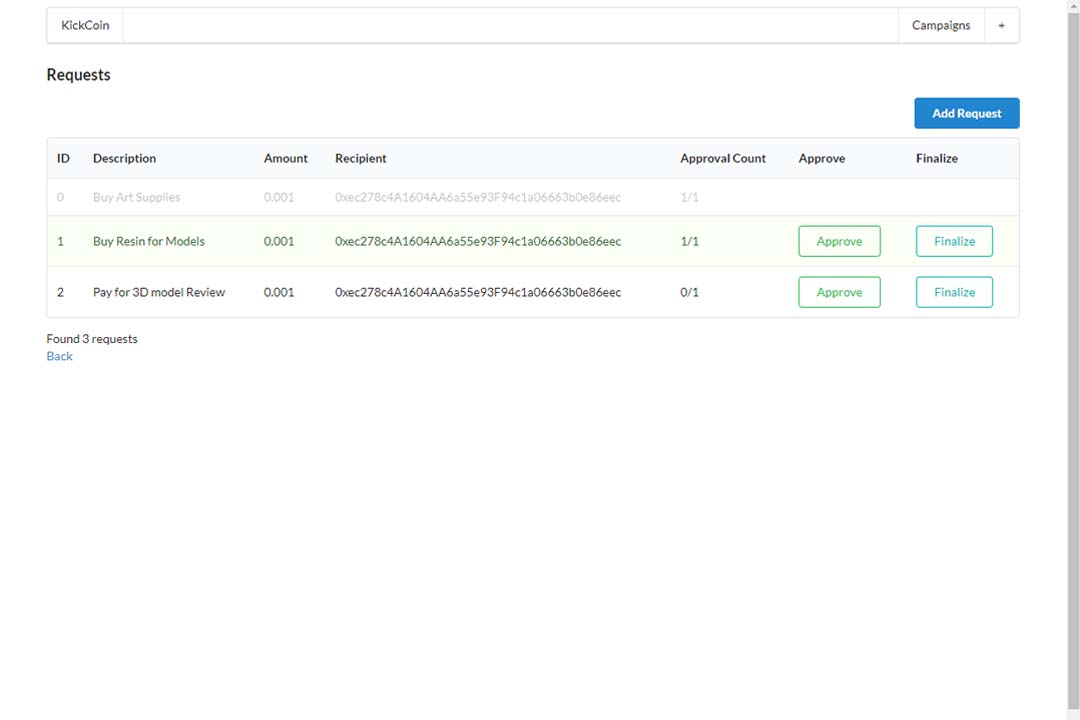 KickCoin Campaigns +
Requests
Add Request
ID Description Amount Recipient Approval Count Approve Finalize
0 Buy Art Supplies 0.001 0xec278c4A1604AA6a55e93F94c1a06663b0e86eec 1/1
1 Buy Resin for Models 0.001 0xec278c4A1604AA6a55e93F94c1a06663b0e86eec 1/1 Approve Finalize
2 Pay for 3D model Review 0.001 0xec278c4A1604AA6a55e93F94c1a06663b0e86eec 0/1 Approve Finalize
Found 3 requests
Back